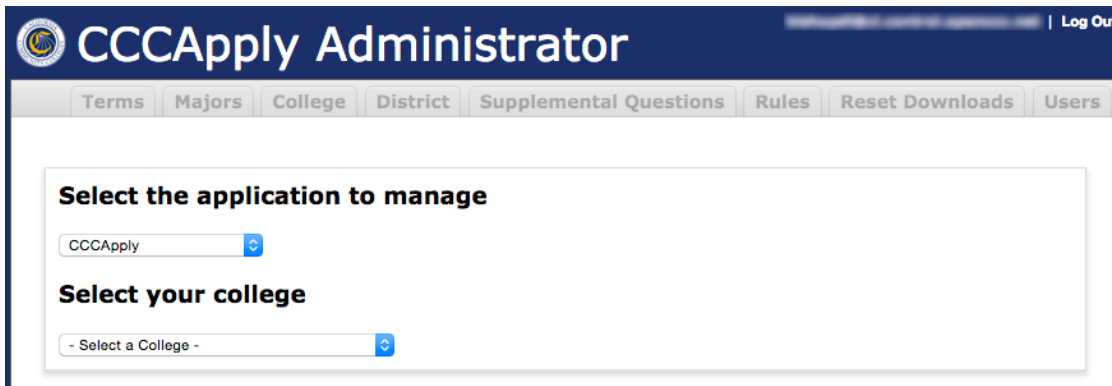 | Log Ou
CCCApply Administrator
Terms Majors College District Supplemental Questions Rules Reset Downloads Users
Select the application to manage
CCCApply
Select your college
- Select a College -